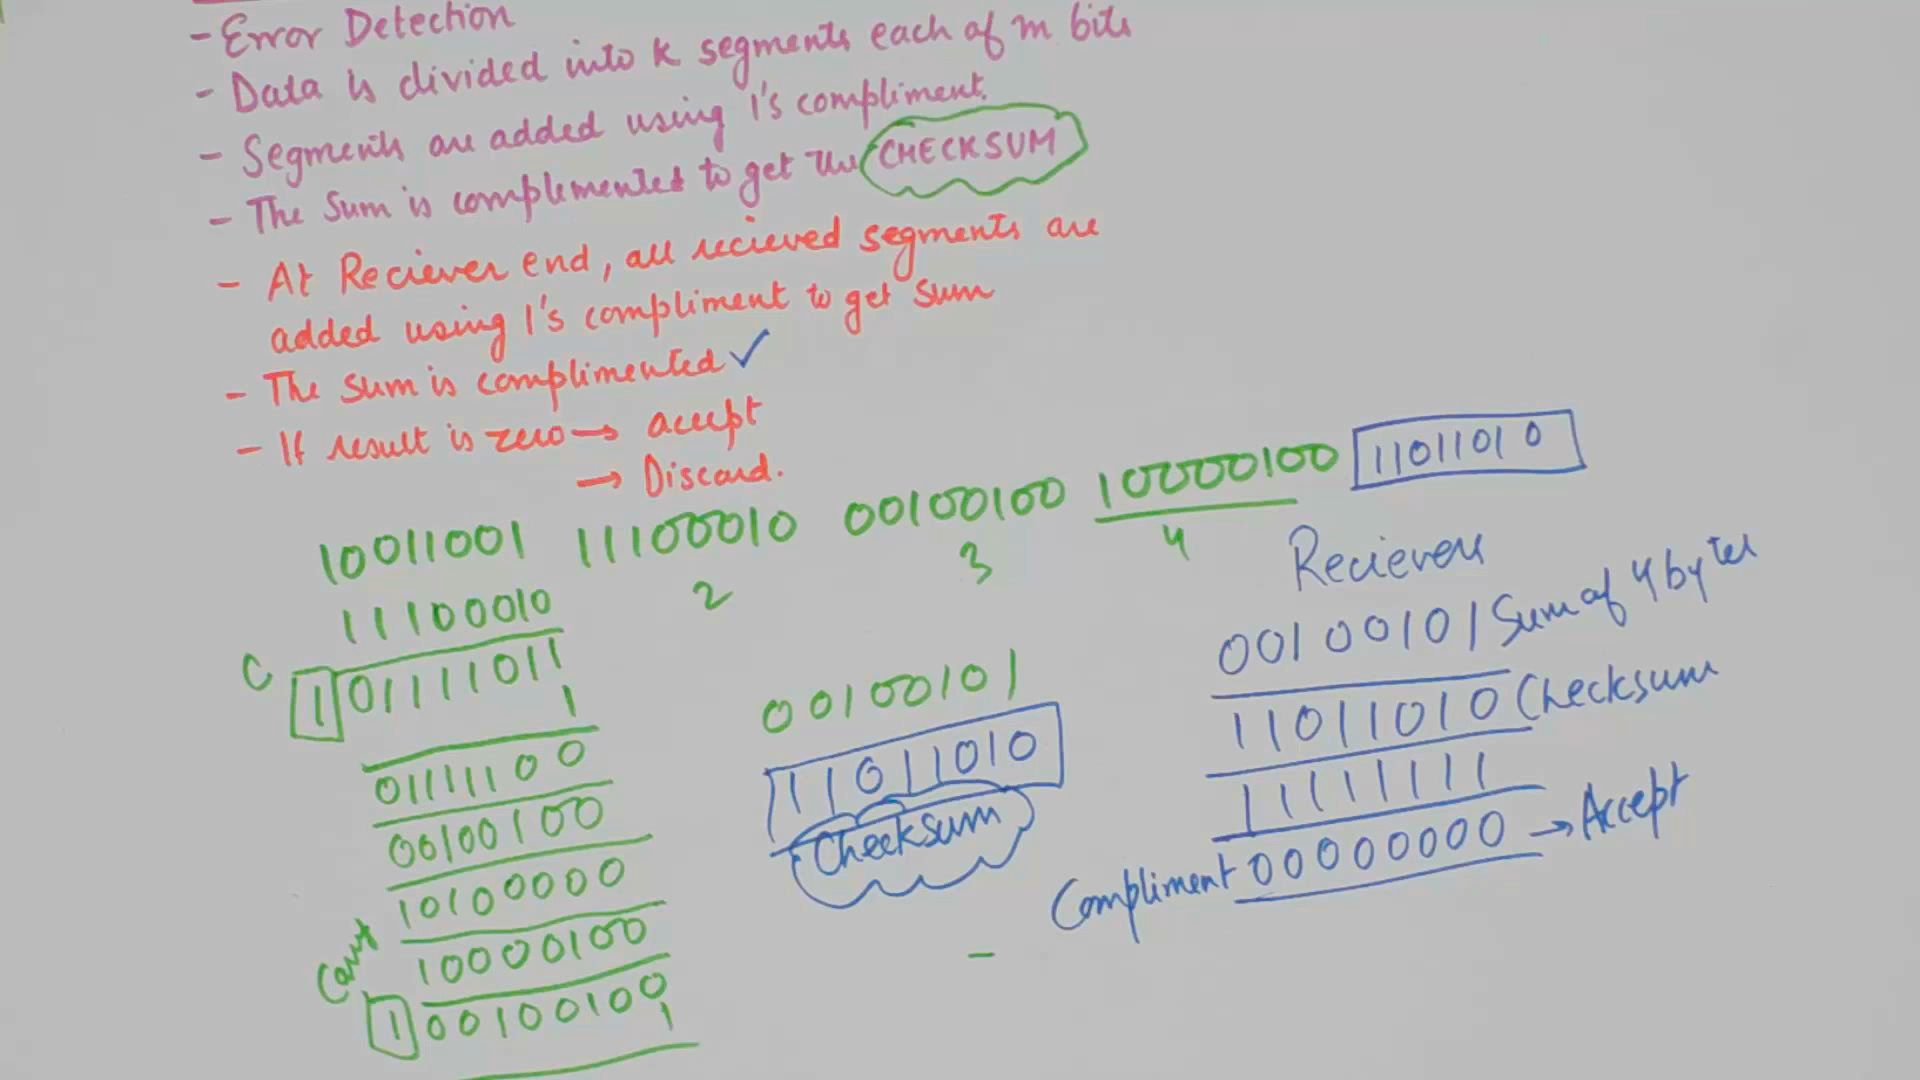 - Error Detection
- Data is divided into k segments each of m bits
- Segments are added using 1's compliment.
- The Sum is complemented to get the CHECKSUM
- At Reciever end, all recieved segments are
added using 1's compliment to get sum
- The sum is complimented ✓
- If result is zero → accept
→ Discard.
10011001 11100010 00100100 10000100 11011010
2 3 4
11100010
C 1 01111011
1
01111100
00100100
10100000
10000100
Carry 1 00100100
1
00100101
11011010
Checksum
Reciever
00100101 Sum of 4 bytes
11011010 Checksum
11111111
Compliment 00000000 → Accept
-